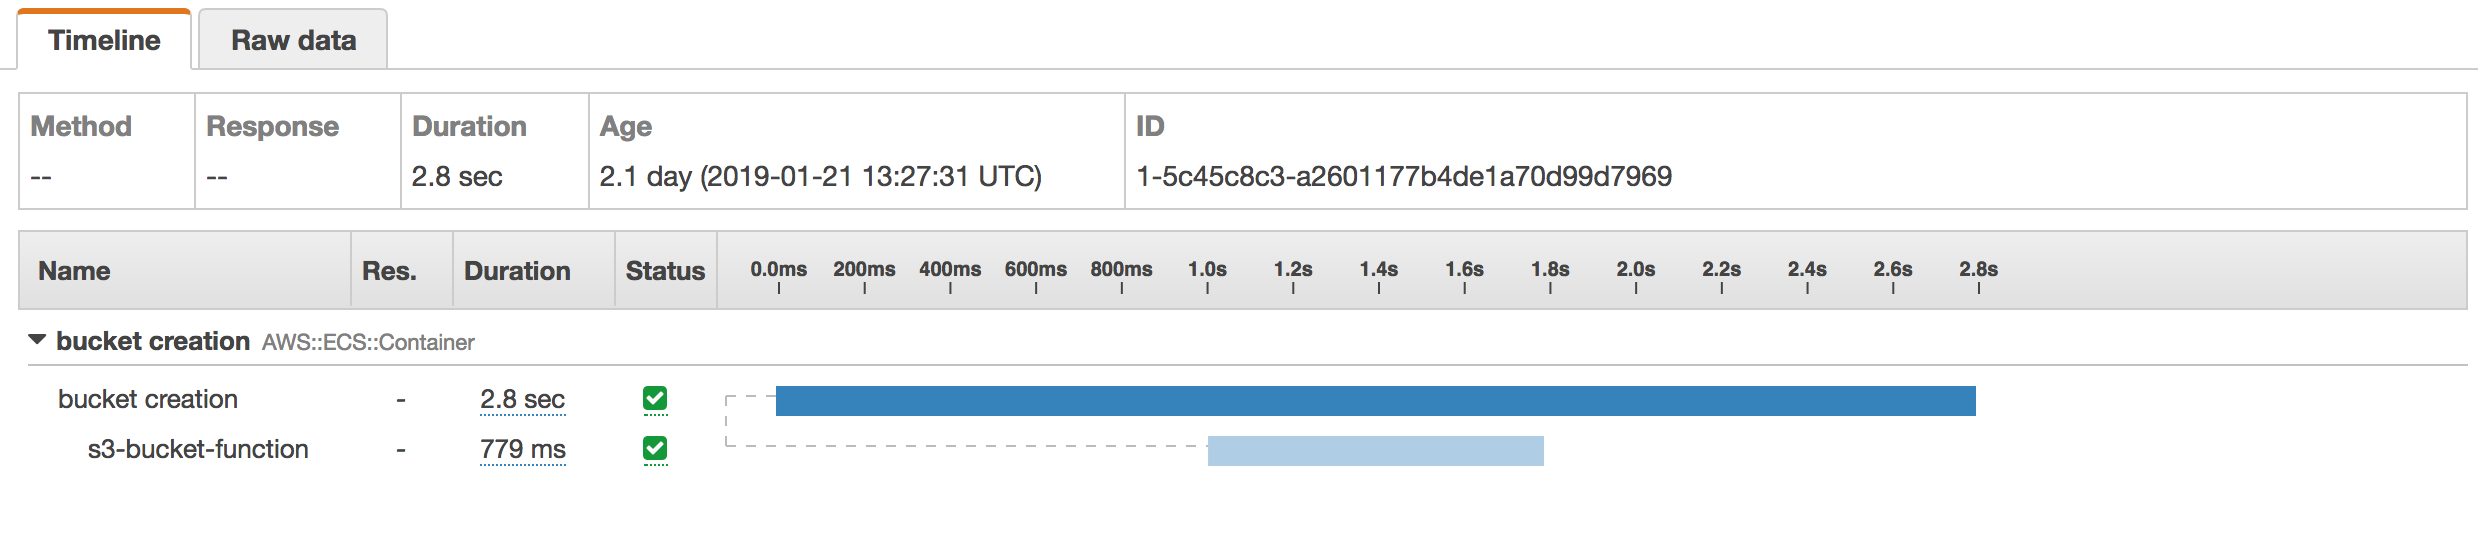 Timeline Raw data
Method Response Duration Age ID
-- -- 2.8 sec 2.1 day (2019-01-21 13:27:31 UTC) 1-5c45c8c3-a2601177b4de1a70d99d7969
Name Res. Duration Status 0.0ms 200ms 400ms 600ms 800ms 1.0s 1.2s 1.4s 1.6s 1.8s 2.0s 2.2s 2.4s 2.6s 2.8s
bucket creation AWS::ECS::Container
bucket creation - 2.8 sec
s3-bucket-function - 779 ms